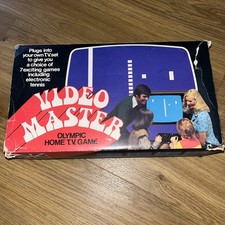 Plugs into
your own T.V. set
to give you
a choice of
7 exciting games
including
electronic
tennis
VIDEO
MASTER
OLYMPIC
HOME T.V. GAME